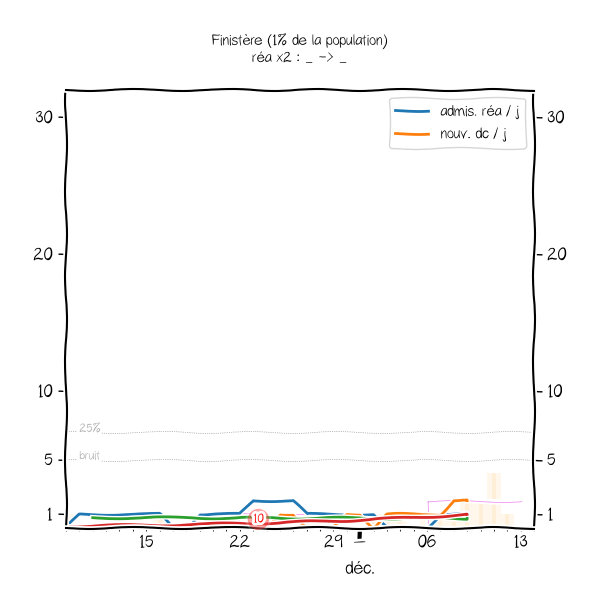 Finistère (1% de la population)
réa x2 : _ -> _
admis. réa / j
nouv. dc / j
30
30
20
20
10
10
25%
5
bruit
5
1
10
1
15
22
29
06
13
déc.